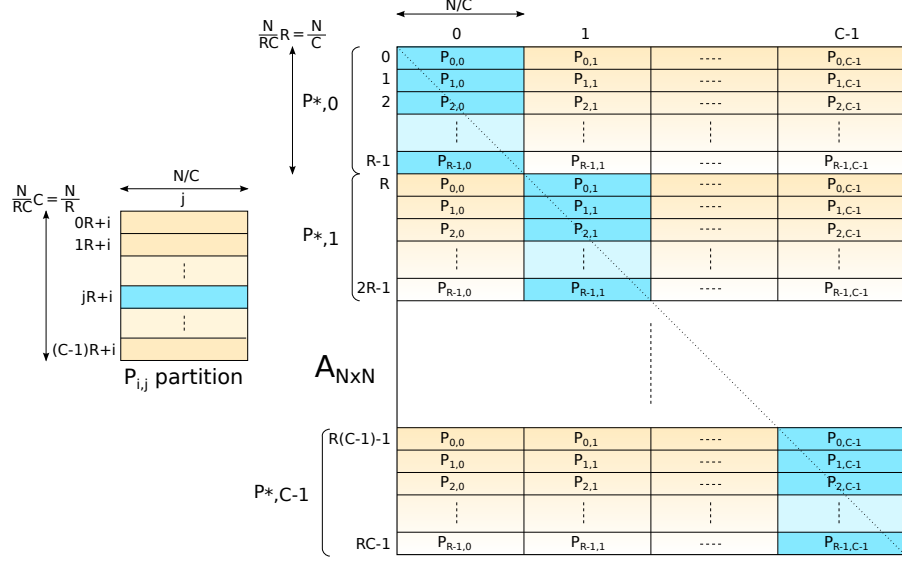 N/C
N/RC R = N/C
0 1 C-1
0 P0,0 P0,1 ---- P0,C-1
1 P1,0 P1,1 ---- P1,C-1
2 P2,0 P2,1 ---- P2,C-1
P*,0
R-1 PR-1,0 PR-1,1 ---- PR-1,C-1
R P0,0 P0,1 ---- P0,C-1
P1,0 P1,1 ---- P1,C-1
P2,0 P2,1 ---- P2,C-1
P*,1
2R-1 PR-1,0 PR-1,1 ---- PR-1,C-1
N/C
N/RC C = N/R
j
0R+i
1R+i
jR+i
(C-1)R+i
Pi,j partition
ANxN
R(C-1)-1 P0,0 P0,1 ---- P0,C-1
P1,0 P1,1 ---- P1,C-1
P2,0 P2,1 ---- P2,C-1
P*,C-1
RC-1 PR-1,0 PR-1,1 ---- PR-1,C-1